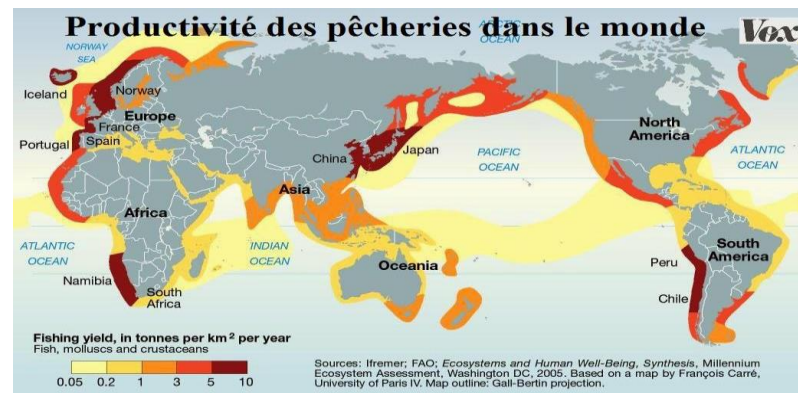 Productivité des pêcheries dans le monde
Vox
ARCTIC
OCEAN
NORWAY
SEA
Iceland
Norway
Europe
France
Portugal
Spain
China
Japan
PACIFIC
OCEAN
North
America
ATLANTIC
OCEAN
Asia
Africa
ATLANTIC
OCEAN
INDIAN
OCEAN
Oceania
South
America
Peru
Namibia
South
Africa
Chile
Fishing yield, in tonnes per km² per year
Fish, molluscs and crustaceans
0.05 0.2 1 3 5 10
Sources: Ifremer; FAO; Ecosystems and Human Well-Being, Synthesis, Millennium
Ecosystem Assessment, Washington DC, 2005. Based on a map by François Carré,
University of Paris IV. Map outline: Gall-Bertin projection.